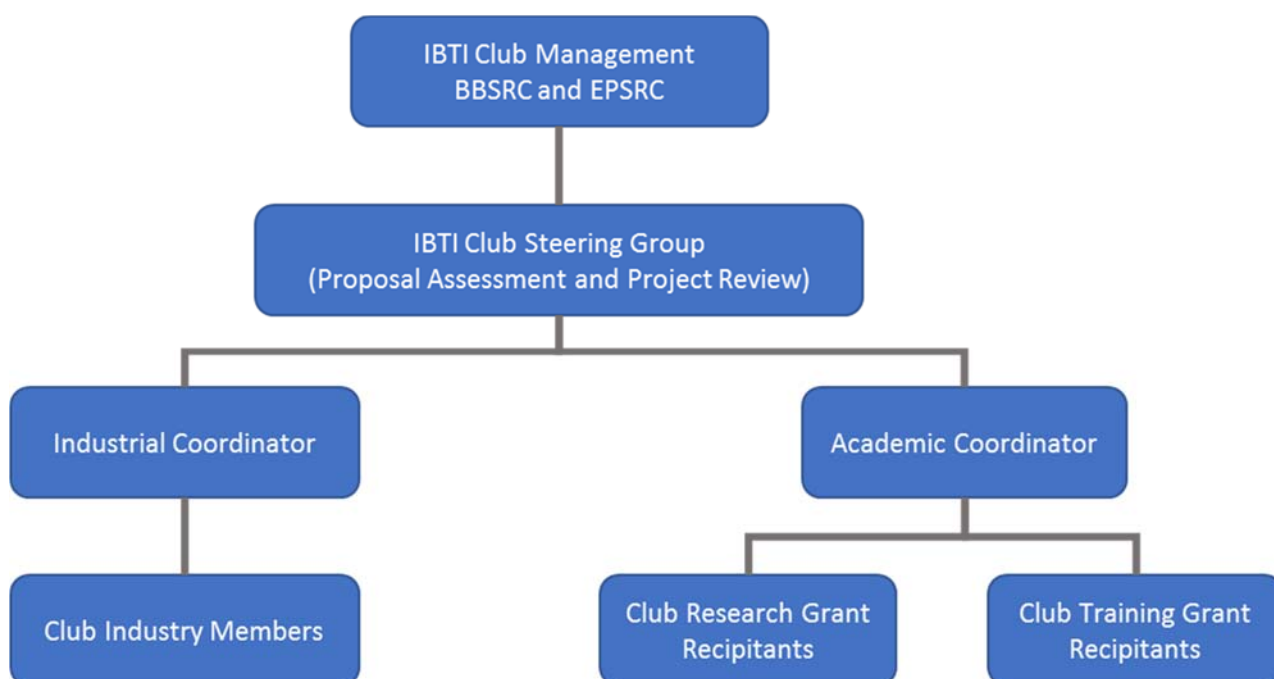 IBTI Club Management
BBSRC and EPSRC
IBTI Club Steering Group
(Proposal Assessment and Project Review)
Industrial Coordinator
Academic Coordinator
Club Industry Members
Club Research Grant
Recipitants
Club Training Grant
Recipitants